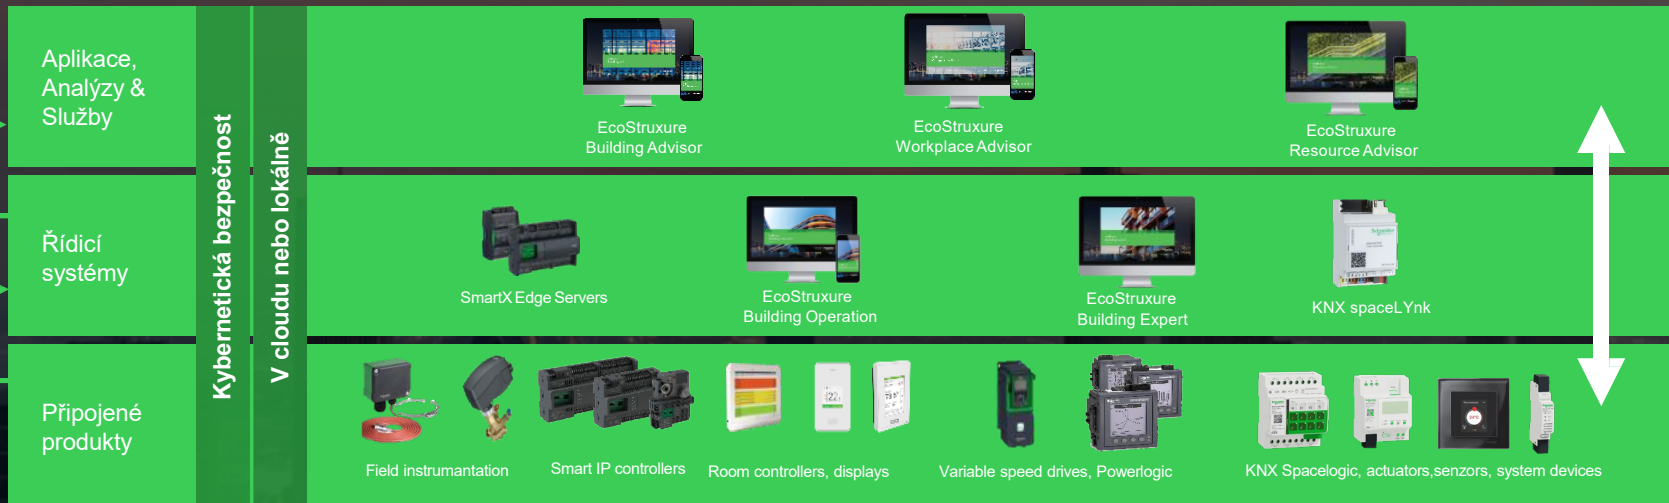 Aplikace,
Analýzy &
Služby
Kybernetická bezpečnost
V cloudu nebo lokálně
EcoStruxure
Building Advisor
EcoStruxure
Workplace Advisor
EcoStruxure
Resource Advisor
Řídicí
systémy
SmartX Edge Servers
EcoStruxure
Building Operation
EcoStruxure
Building Expert
Schneider
KNX spaceLYnk
Připojené
produkty
Field instrumantation
Smart IP controllers
Room controllers, displays
Variable speed drives, Powerlogic
KNX Spacelogic, actuators,senzors, system devices